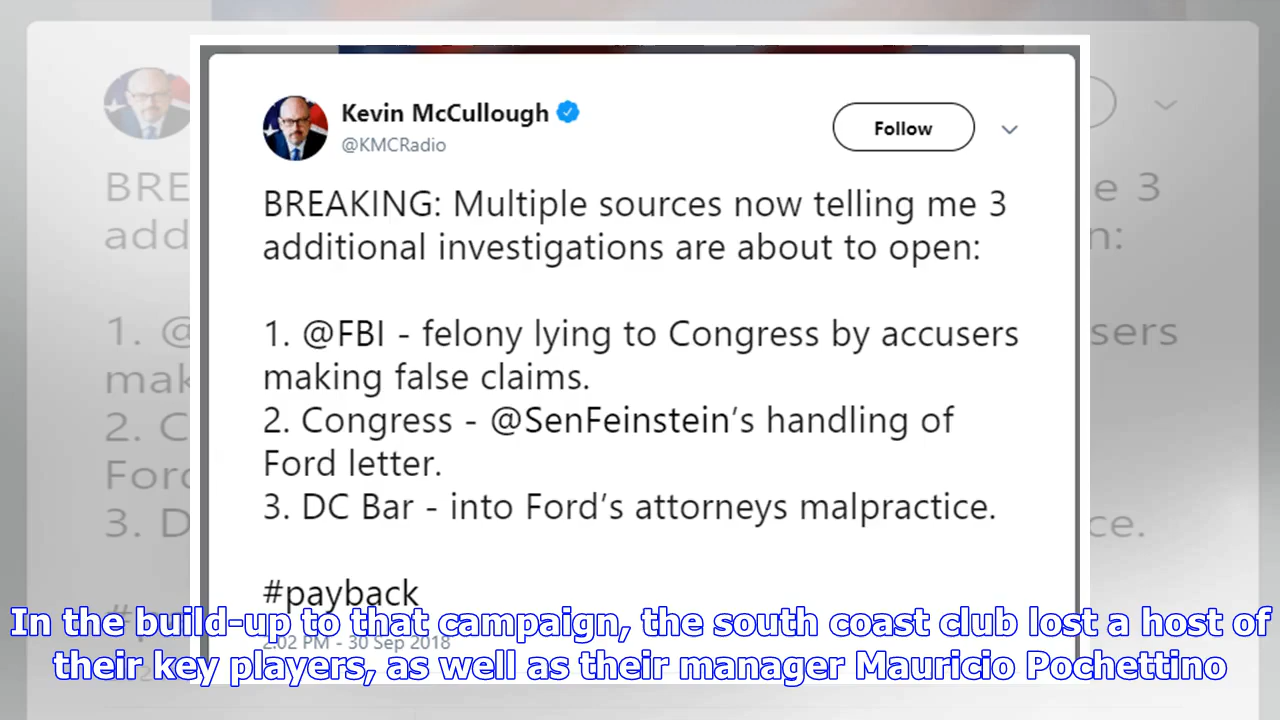 Kevin McCullough
@KMCRadio
Follow
BREAKING: Multiple sources now telling me 3
additional investigations are about to open:
1. @FBI - felony lying to Congress by accusers
making false claims.
2. Congress - @SenFeinstein’s handling of
Ford letter.
3. DC Bar - into Ford’s attorneys malpractice.
#payback
2:02 PM - 30 Sep 2018
In the build-up to that campaign, the south coast club lost a host of
their key players, as well as their manager Mauricio Pochettino